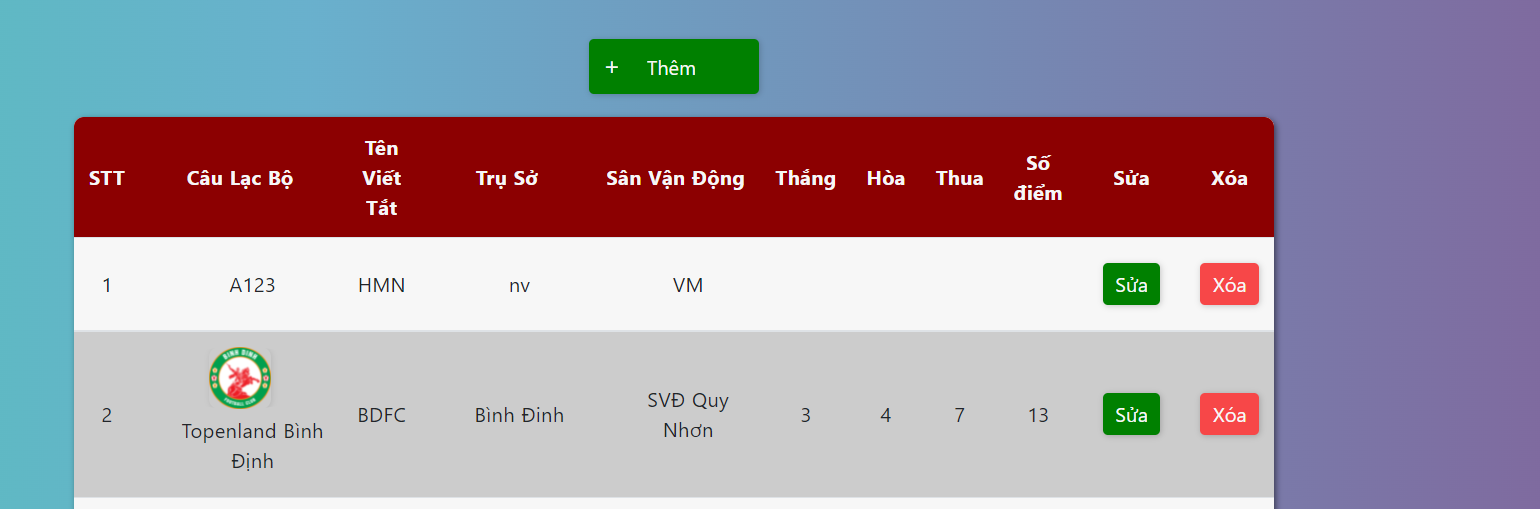 + Thêm
STT Câu Lạc Bộ Tên Viết Tắt Trụ Sở Sân Vận Động Thắng Hòa Thua Số điểm Sửa Xóa
1 A123 HMN nv VM Sửa Xóa
BINH DINH
FOOTBALL CLUB
2 Topenland Bình Định BDFC Bình Đinh SVĐ Quy Nhơn 3 4 7 13 Sửa Xóa